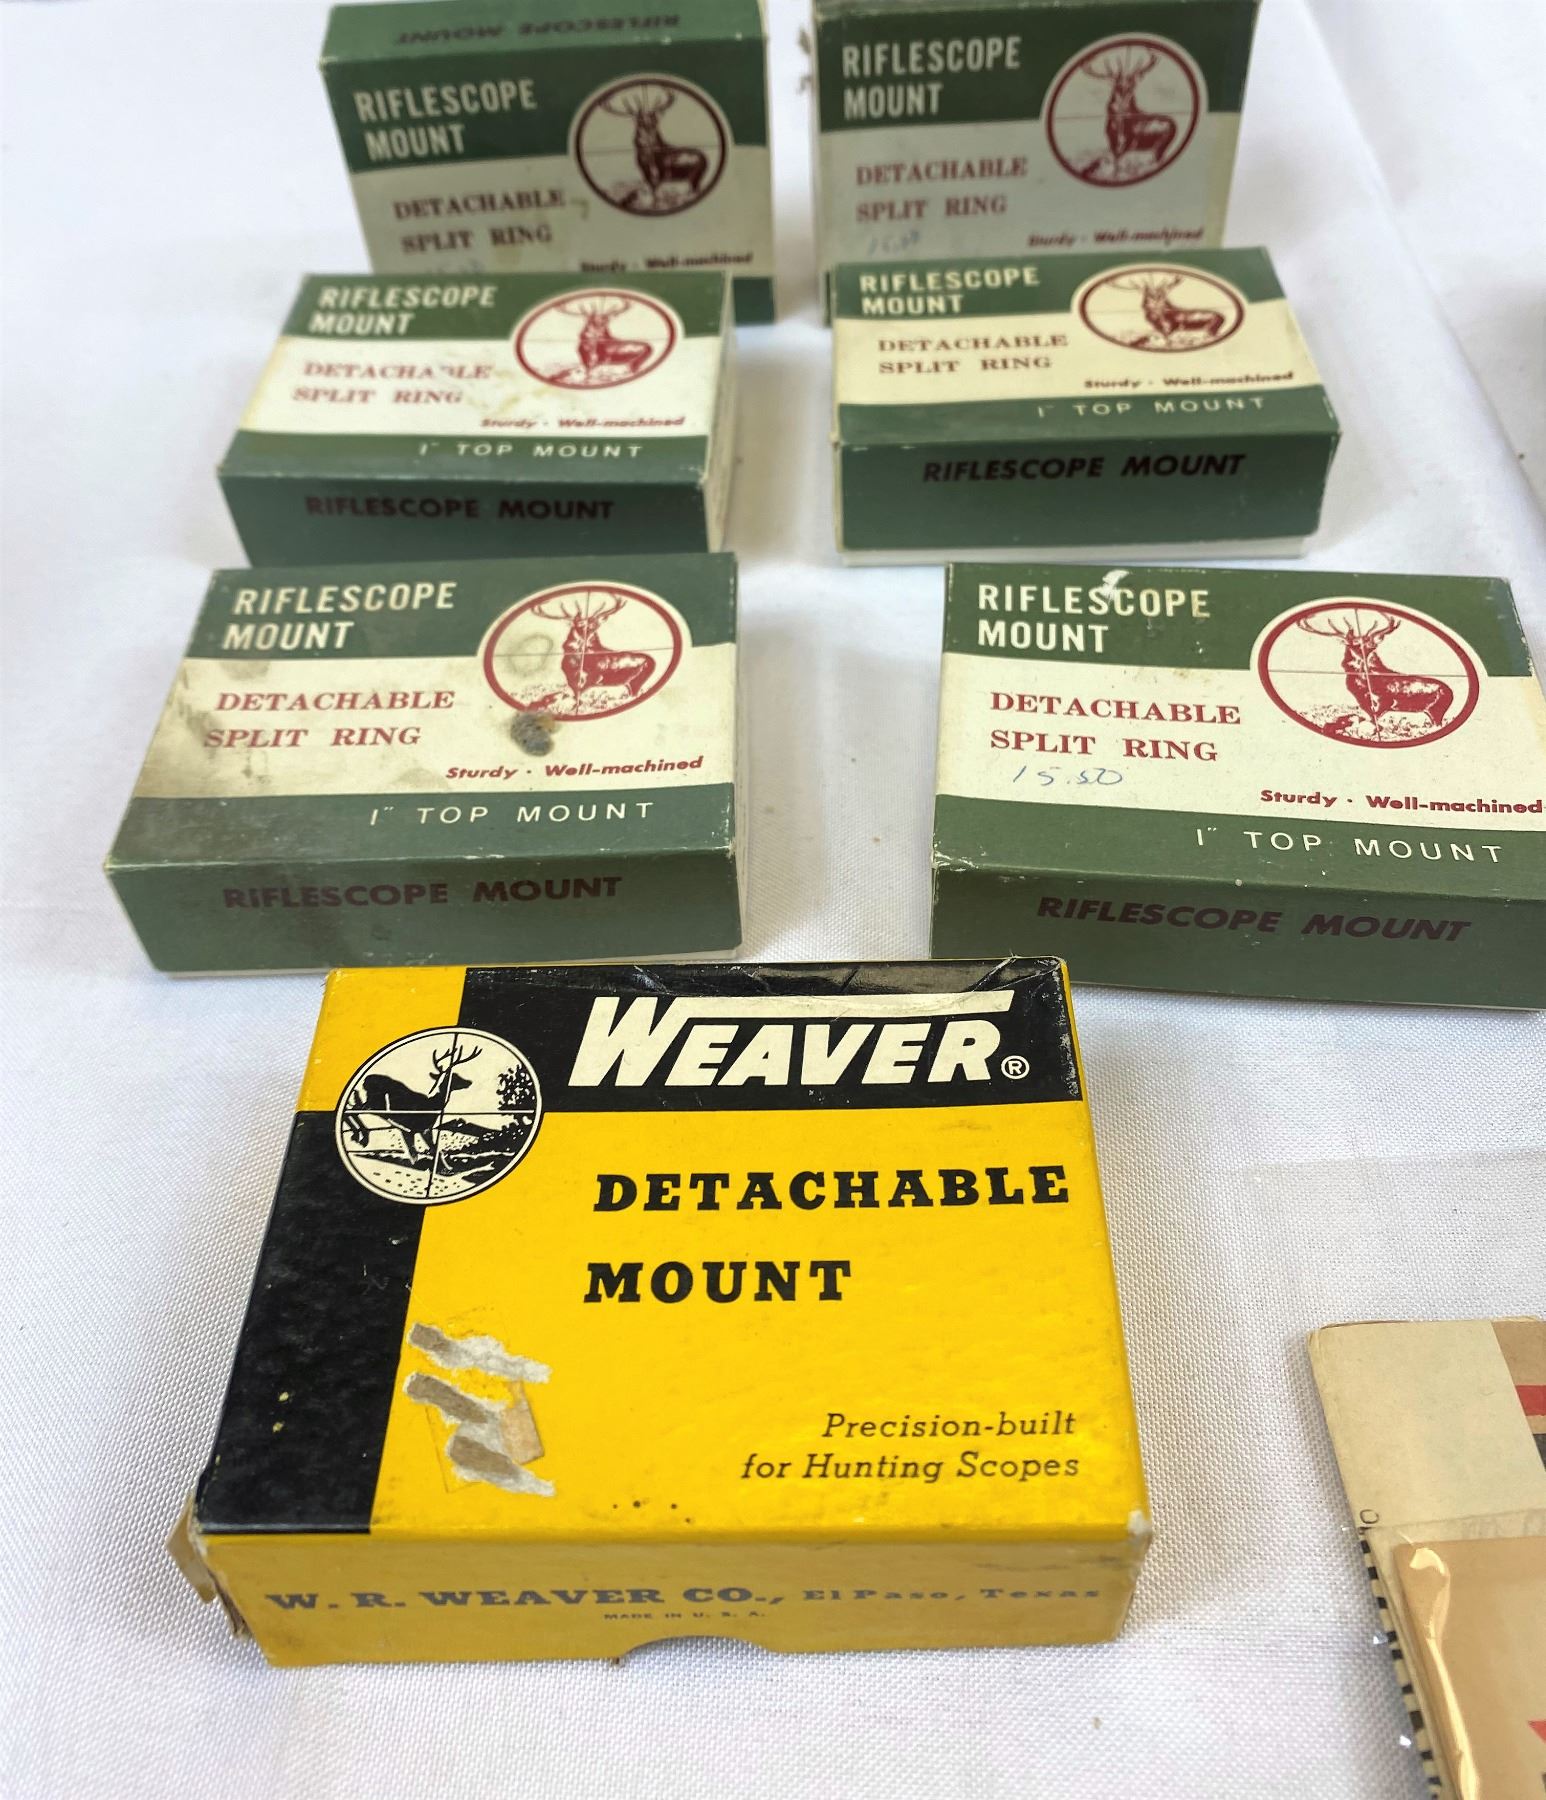 RIFLESCOPE MOUNT
RIFLESCOPE
MOUNT
DETACHABLE
SPLIT RING
Sturdy · Well-machined
RIFLESCOPE
MOUNT
DETACHABLE
SPLIT RING
Sturdy · Well-machined
RIFLESCOPE
MOUNT
DETACHABLE
SPLIT RING
Sturdy · Well-machined
1" TOP MOUNT
RIFLESCOPE MOUNT
RIFLESCOPE
MOUNT
DETACHABLE
SPLIT RING
Sturdy · Well-machined
1" TOP MOUNT
RIFLESCOPE MOUNT
RIFLESCOPE
MOUNT
DETACHABLE
SPLIT RING
Sturdy · Well-machined
1" TOP MOUNT
RIFLESCOPE MOUNT
RIFLESCOPE
MOUNT
DETACHABLE
SPLIT RING
15.50
Sturdy · Well-machined
1" TOP MOUNT
RIFLESCOPE MOUNT
WEAVER®
DETACHABLE
MOUNT
Precision-built
for Hunting Scopes
W. R. WEAVER CO., El Paso, Texas
MADE IN U. S. A.